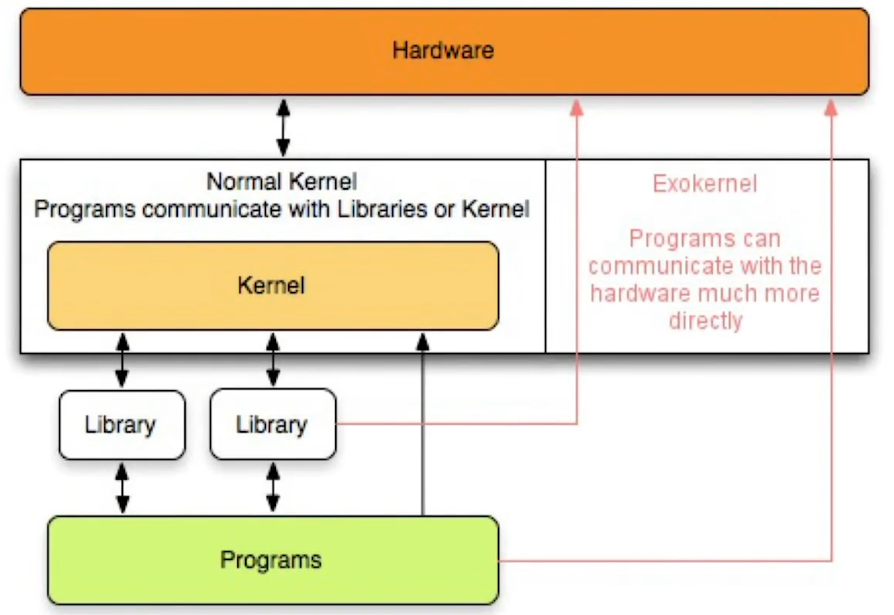 Hardware
Normal Kernel
Programs communicate with Libraries or Kernel
Kernel
Exokernel
Programs can
communicate with the
hardware much more
directly
Library
Library
Programs